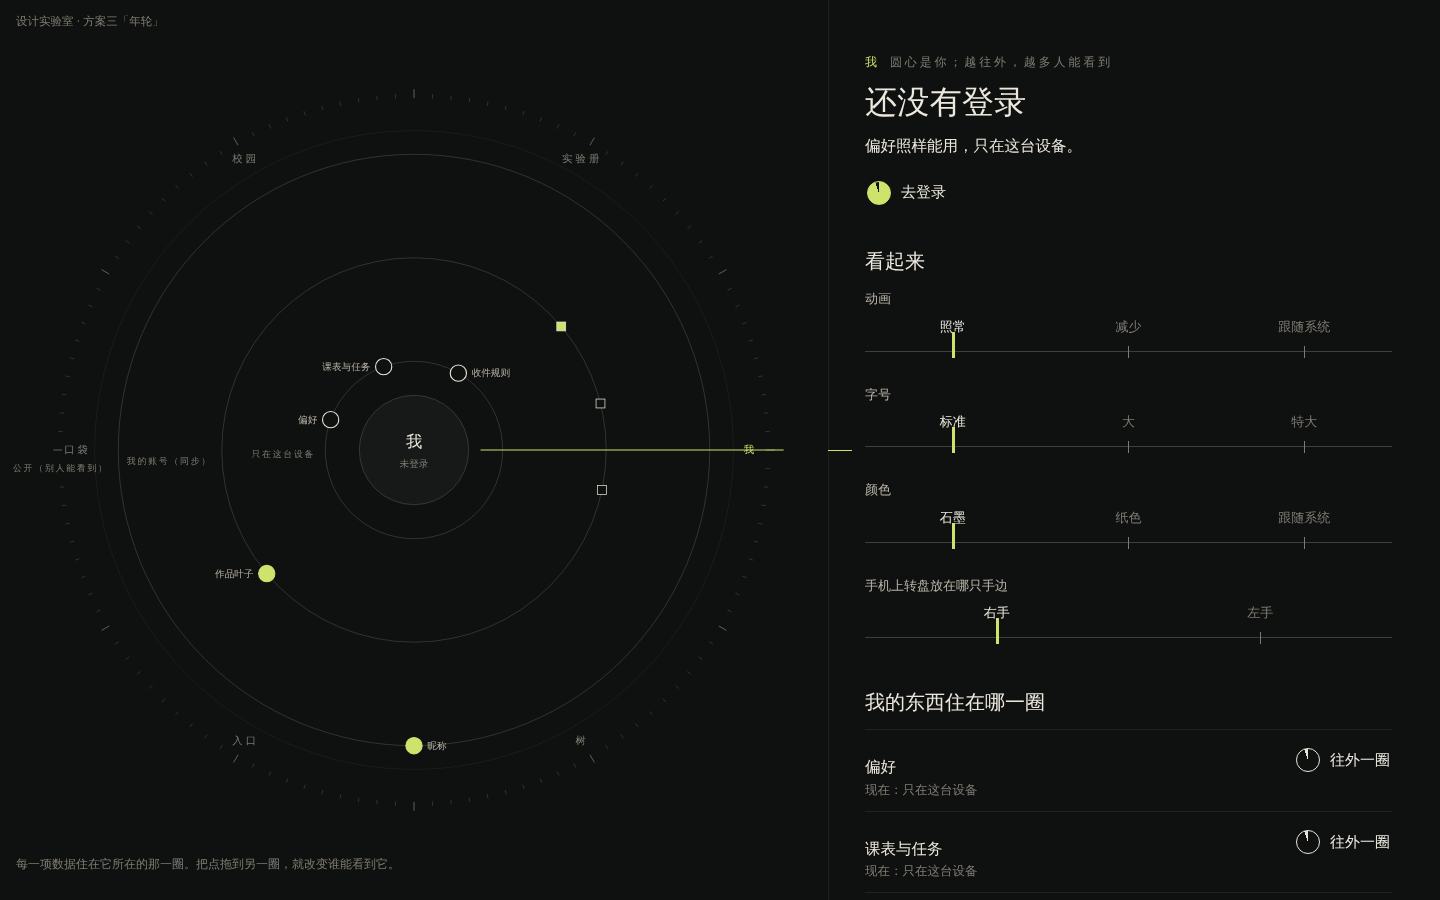 设计实验室 · 方案三「年轮」
校园
实验册
课表与任务
收件规则
偏好
我
未登录
口袋
公开（别人能看到）
我的账号（同步）
只在这台设备
我
作品叶子
入口
昵称
树
每一项数据住在它所在的那一圈。把点拖到另一圈，就改变谁能看到它。
我 圆心是你；越往外，越多人能看到
还没有登录
偏好照样能用，只在这台设备。
去登录
看起来
动画
照常 减少 跟随系统
字号
标准 大 特大
颜色
石墨 纸色 跟随系统
手机上转盘放在哪只手边
右手 左手
我的东西住在哪一圈
偏好
现在：只在这台设备
往外一圈
课表与任务
现在：只在这台设备
往外一圈